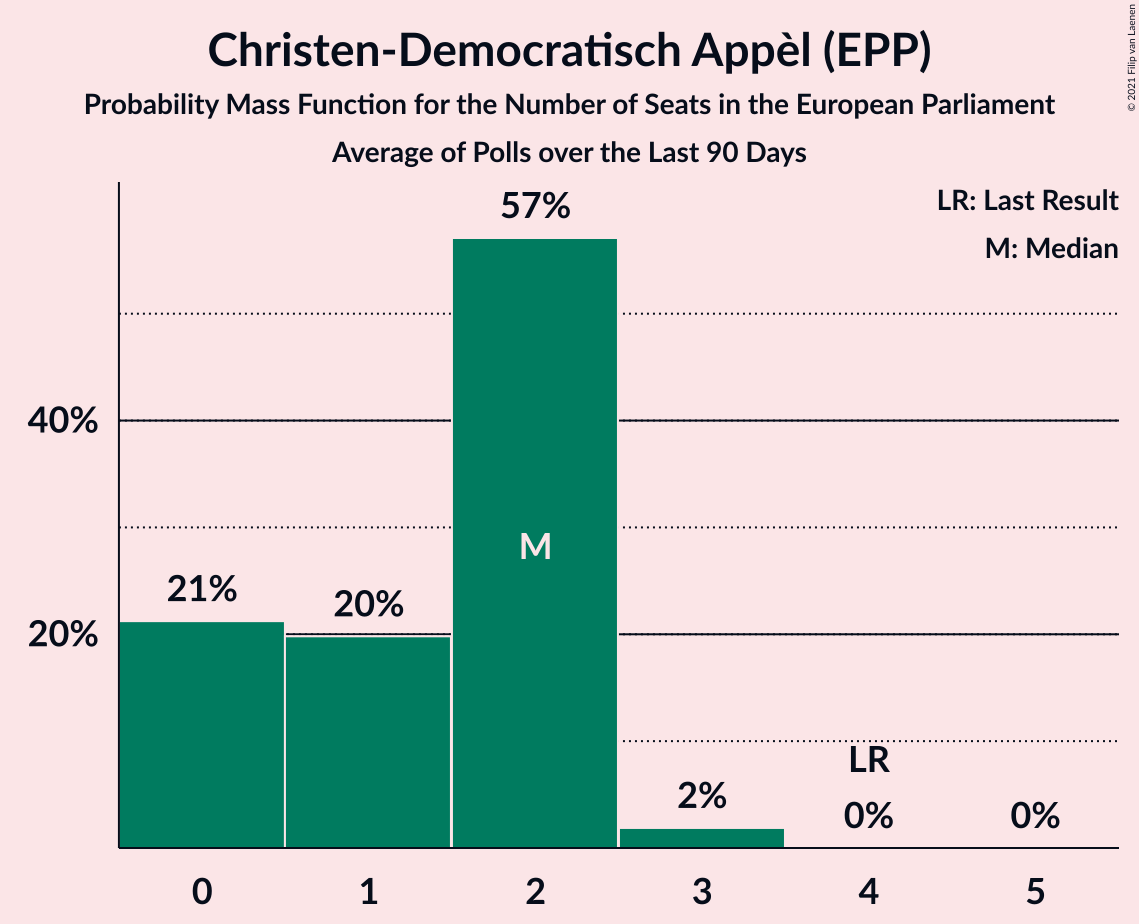 Christen-Democratisch Appèl (EPP)
Probability Mass Function for the Number of Seats in the European Parliament
Average of Polls over the Last 90 Days
© 2021 Filip van Laenen
LR: Last Result
M: Median
57%
40%
M
21%
20%
20%
LR
2%
0%
0%
0 1 2 3 4 5